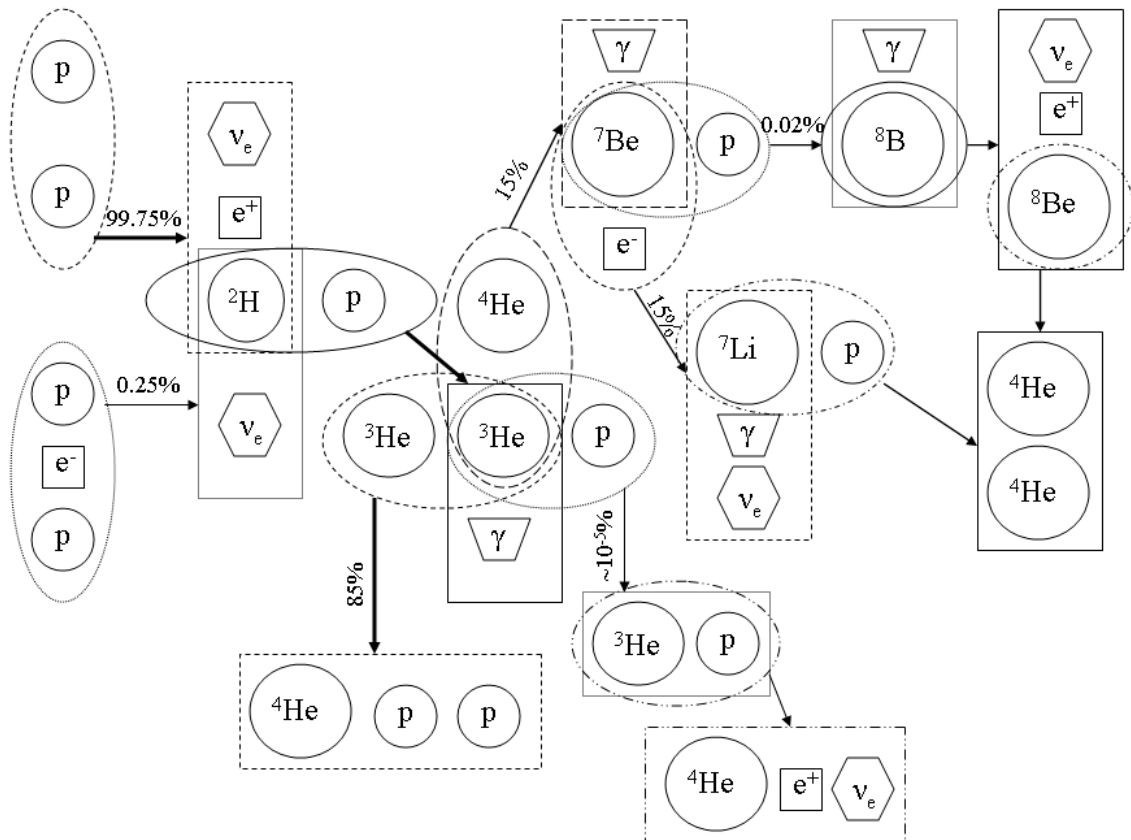 p
p
99.75%
νe
e+
2H
p
p
e-
p
0.25%
νe
4He
3He
3He
p
γ
15%
γ
7Be
p
e-
0.02%
γ
8B
νe
e+
8Be
15%
7Li
p
γ
νe
4He
4He
85%
4He
p
p
~10-5%
3He
p
4He
e+
νe